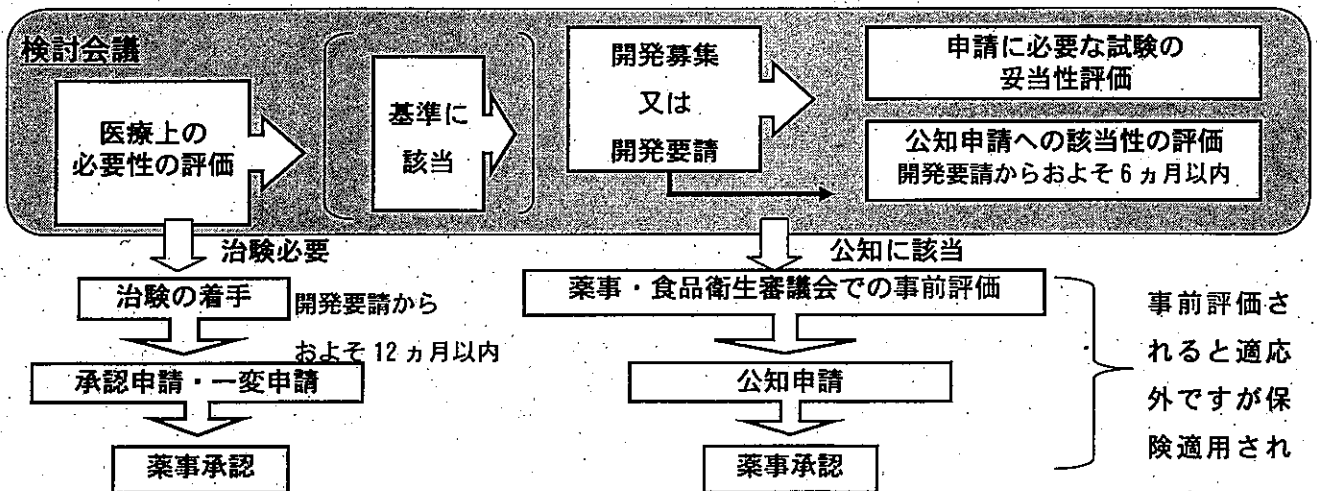 検討会議
医療上の
必要性の評価
基準に
該当
開発募集
又は
開発要請
申請に必要な試験の
妥当性評価
公知申請への該当性の評価
開発要請からおよそ6ヵ月以内
治験必要
治験の着手
開発要請から
およそ12ヵ月以内
承認申請・一変申請
薬事承認
公知に該当
薬事・食品衛生審議会での事前評価
公知申請
薬事承認
事前評価さ
れると適応
外ですが保
険適用され